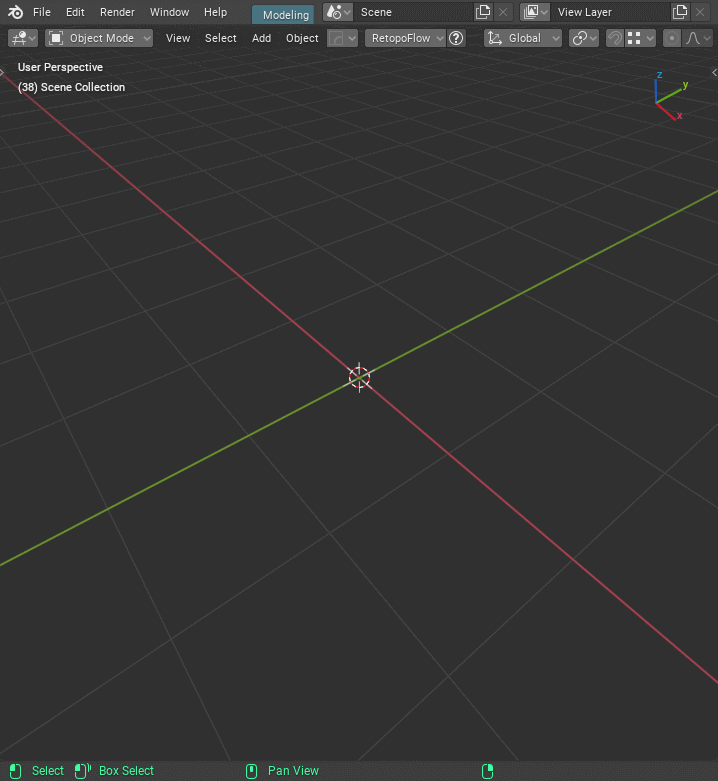 File Edit Render Window Help Modeling Scene View Layer
Object Mode View Select Add Object RetopoFlow Global
User Perspective
(38) Scene Collection
z
y
x
Select Box Select Pan View